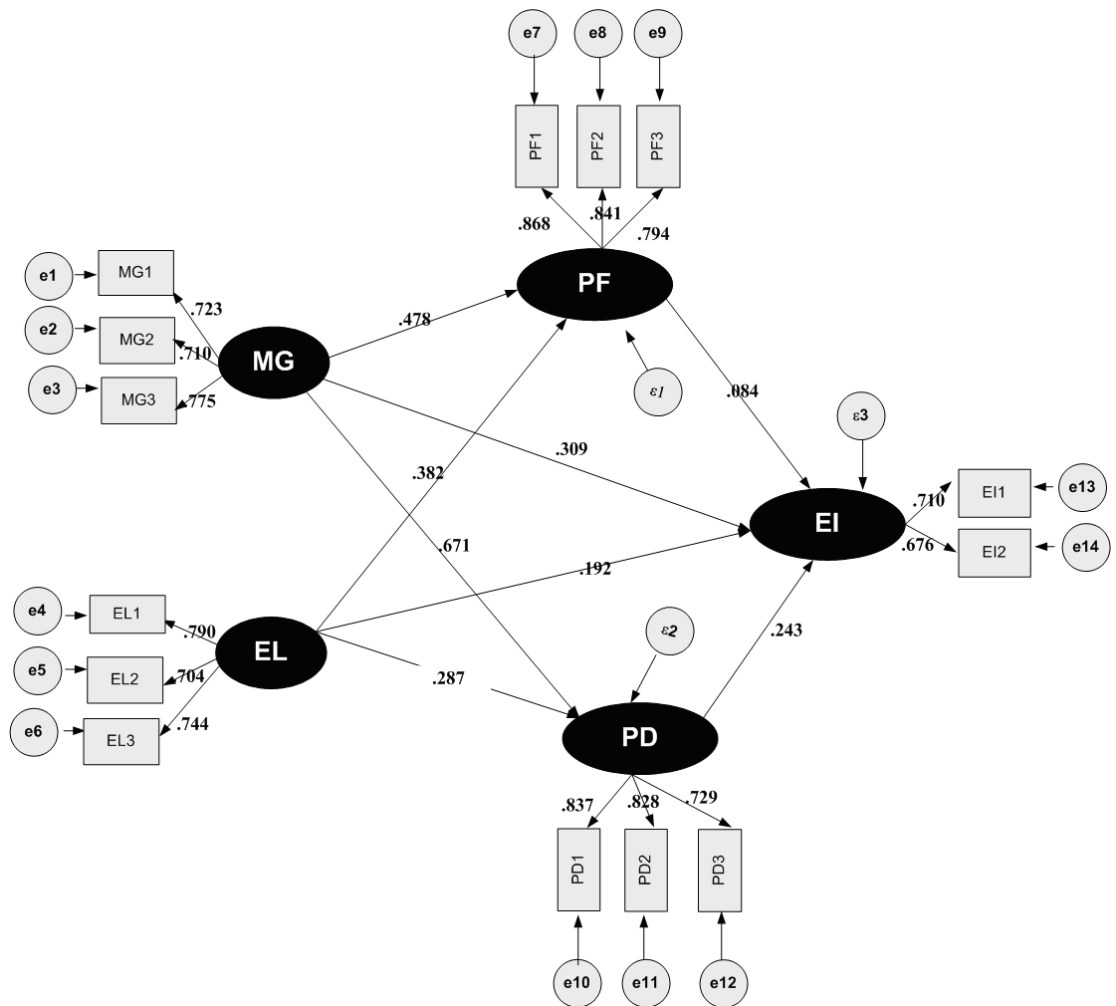 e7 e8 e9
PF1 PF2 PF3
.868 .841 .794
PF
e1 MG1
.723
e2 MG2
.710
e3 MG3
.775
MG
.478
ε1
.084
ε3
.309
.382
EI
.710 EI1 e13
.676 EI2 e14
.671
.192
e4 EL1
.790
e5 EL2
.704
e6 EL3
.744
EL
.287
ε2
.243
PD
.837 .828 .729
PD1 PD2 PD3
e10 e11 e12